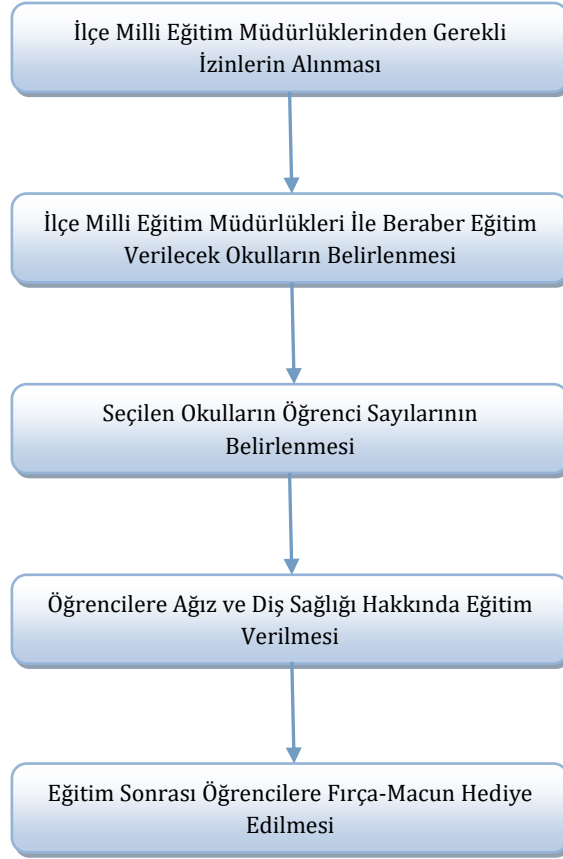 İlçe Milli Eğitim Müdürlüklerinden Gerekli
İzinlerin Alınması
İlçe Milli Eğitim Müdürlükleri İle Beraber Eğitim
Verilecek Okulların Belirlenmesi
Seçilen Okulların Öğrenci Sayılarının
Belirlenmesi
Öğrencilere Ağız ve Diş Sağlığı Hakkında Eğitim
Verilmesi
Eğitim Sonrası Öğrencilere Fırça-Macun Hediye
Edilmesi